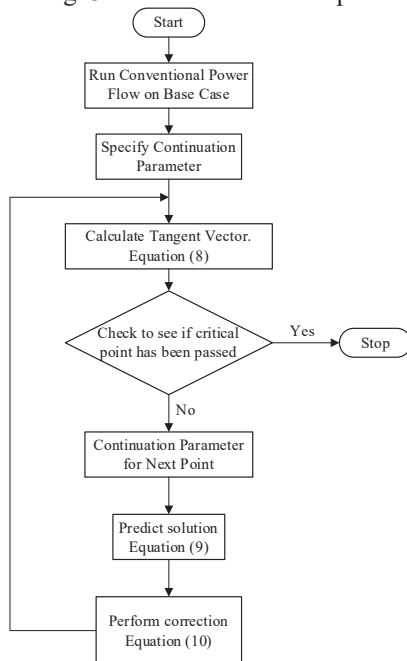 Start
Run Conventional Power
Flow on Base Case
Specify Continuation
Parameter
Calculate Tangent Vector.
Equation (8)
Check to see if critical
point has been passed
Yes
Stop
No
Continuation Parameter
for Next Point
Predict solution
Equation (9)
Perform correction
Equation (10)